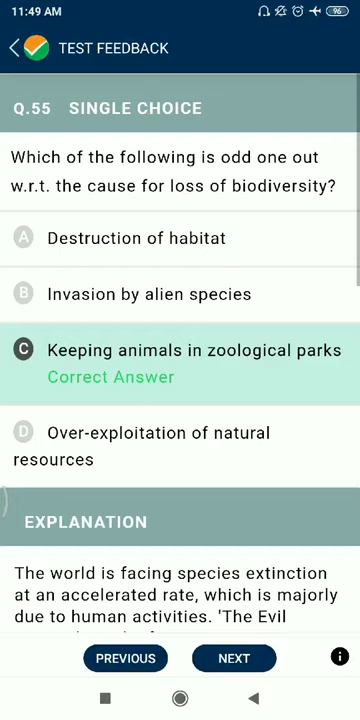 11:49 AM
96
TEST FEEDBACK
Q.55 SINGLE CHOICE
Which of the following is odd one out
w.r.t. the cause for loss of biodiversity?
A Destruction of habitat
B Invasion by alien species
C Keeping animals in zoological parks
Correct Answer
D Over-exploitation of natural
resources
EXPLANATION
The world is facing species extinction
at an accelerated rate, which is majorly
due to human activities. 'The Evil
PREVIOUS NEXT